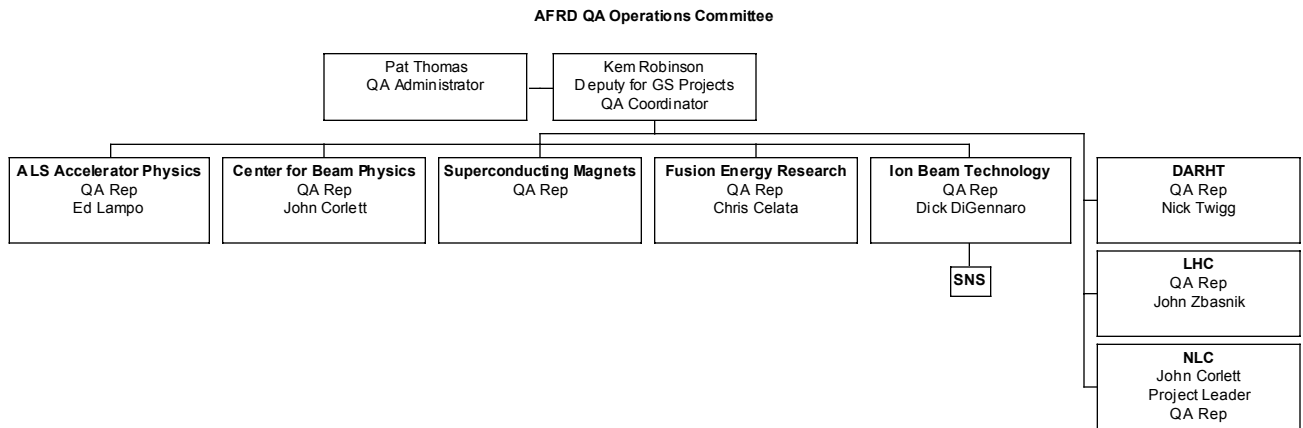 AFRD QA Operations Committee
Pat Thomas
QA Administrator
Kem Robinson
Deputy for GS Projects
QA Coordinator
ALS Accelerator Physics
QA Rep
Ed Lampo
Center for Beam Physics
QA Rep
John Corlett
Superconducting Magnets
QA Rep
Fusion Energy Research
QA Rep
Chris Celata
Ion Beam Technology
QA Rep
Dick DiGennaro
SNS
DARHT
QA Rep
Nick Twigg
LHC
QA Rep
John Zbasnik
NLC
John Corlett
Project Leader
QA Rep